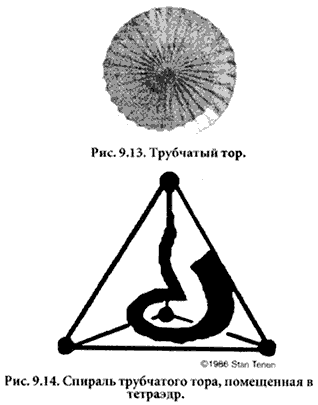 Рис. 9.13. Трубчатый тор.
©1986 Stan Tenen
Рис. 9.14. Спираль трубчатого тора, помещенная в
тетраэдр.